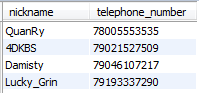 nickname telephone_number
QuanRy 78005553535
4DKBS 79021527509
Damisty 79046107217
Lucky_Grin 79193337290